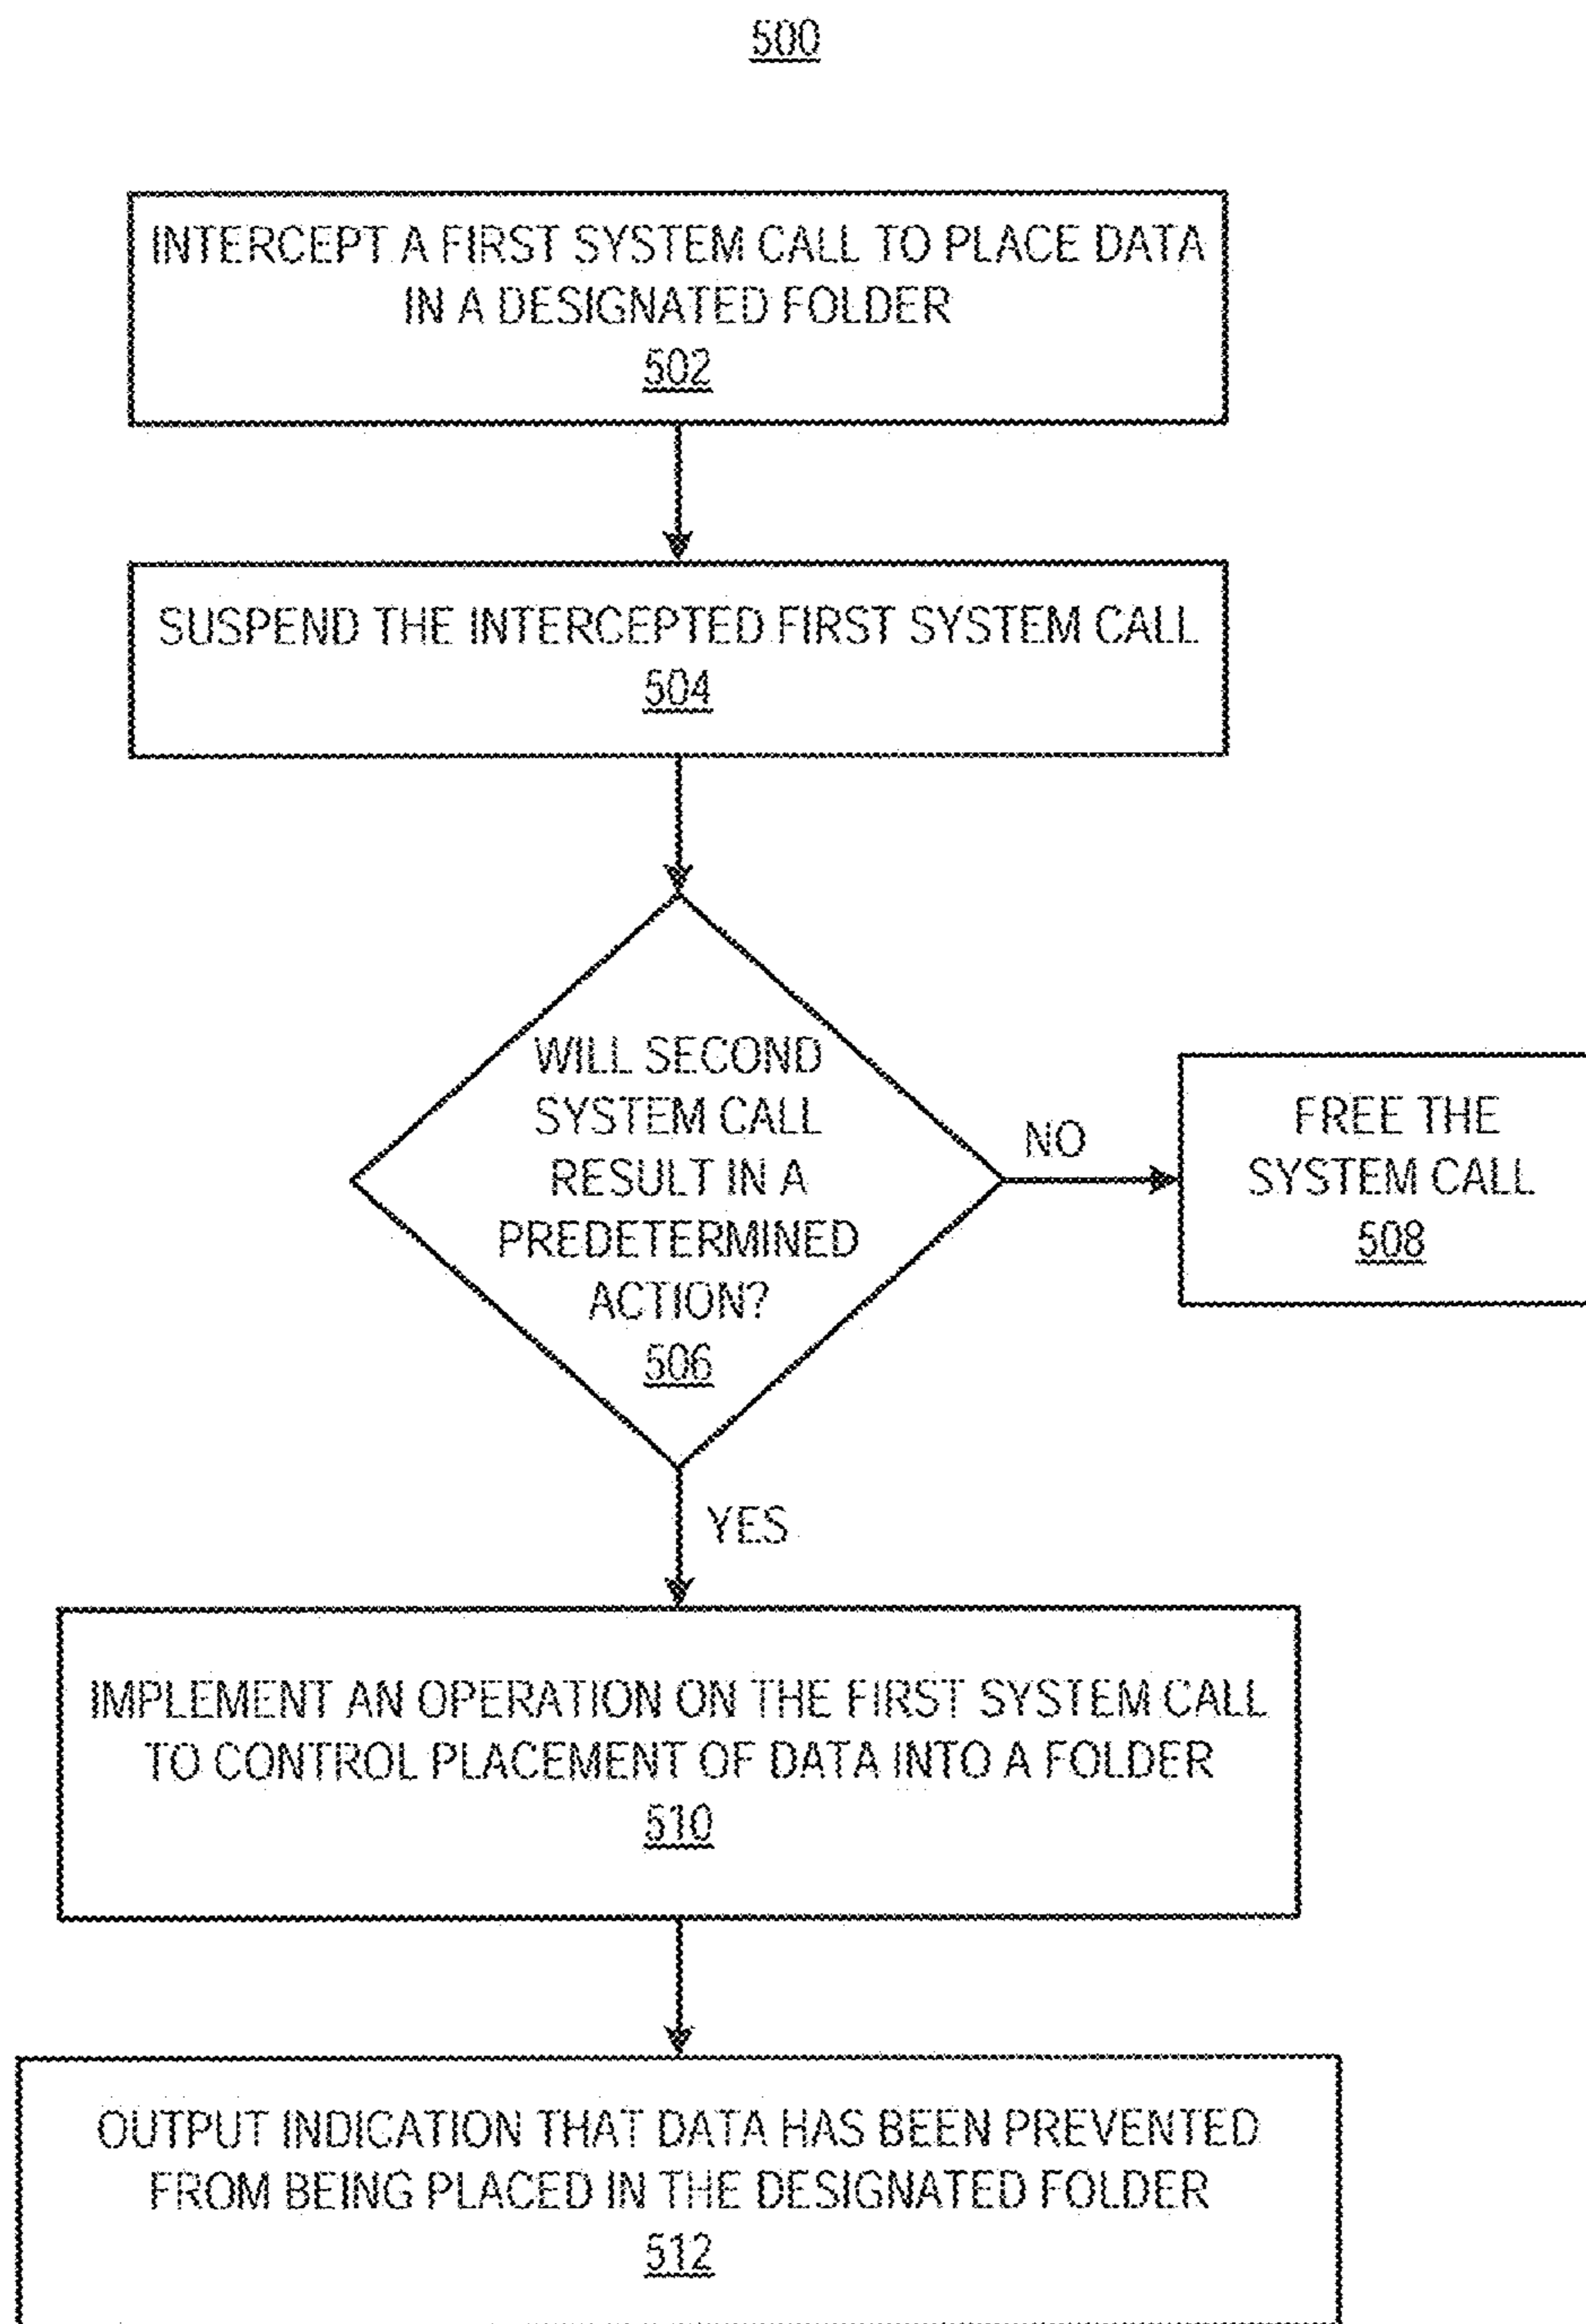 500
INTERCEPT A FIRST SYSTEM CALL TO PLACE DATA
IN A DESIGNATED FOLDER
502
SUSPEND THE INTERCEPTED FIRST SYSTEM CALL
504
WILL SECOND
SYSTEM CALL
RESULT IN A
PREDETERMINED
ACTION?
506
NO
FREE THE
SYSTEM CALL
508
YES
IMPLEMENT AN OPERATION ON THE FIRST SYSTEM CALL
TO CONTROL PLACEMENT OF DATA INTO A FOLDER
510
OUTPUT INDICATION THAT DATA HAS BEEN PREVENTED
FROM BEING PLACED IN THE DESIGNATED FOLDER
512